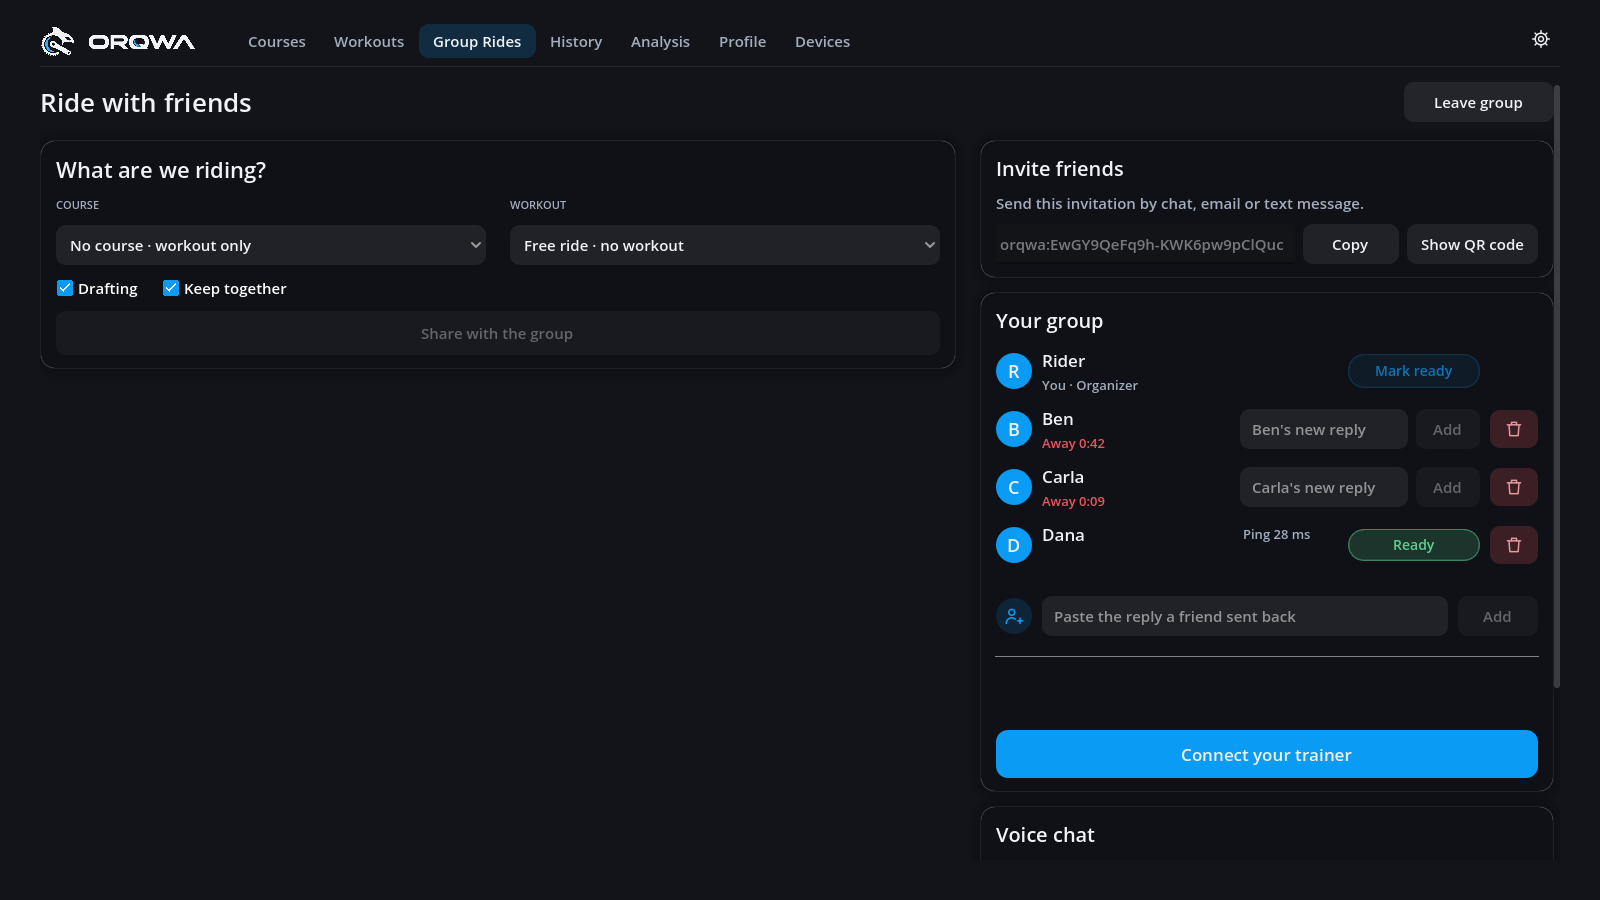 ORQWA
Courses Workouts Group Rides History Analysis Profile Devices
Ride with friends
Leave group
What are we riding?
COURSE WORKOUT
No course · workout only Free ride · no workout
Drafting Keep together
Share with the group
Invite friends
Send this invitation by chat, email or text message.
orqwa:EwGY9QeFq9h-KWK6pw9pClQuc Copy Show QR code
Your group
R Rider Mark ready
You · Organizer
B Ben Ben's new reply Add
Away 0:42
C Carla Carla's new reply Add
Away 0:09
D Dana Ping 28 ms Ready
Paste the reply a friend sent back Add
Connect your trainer
Voice chat